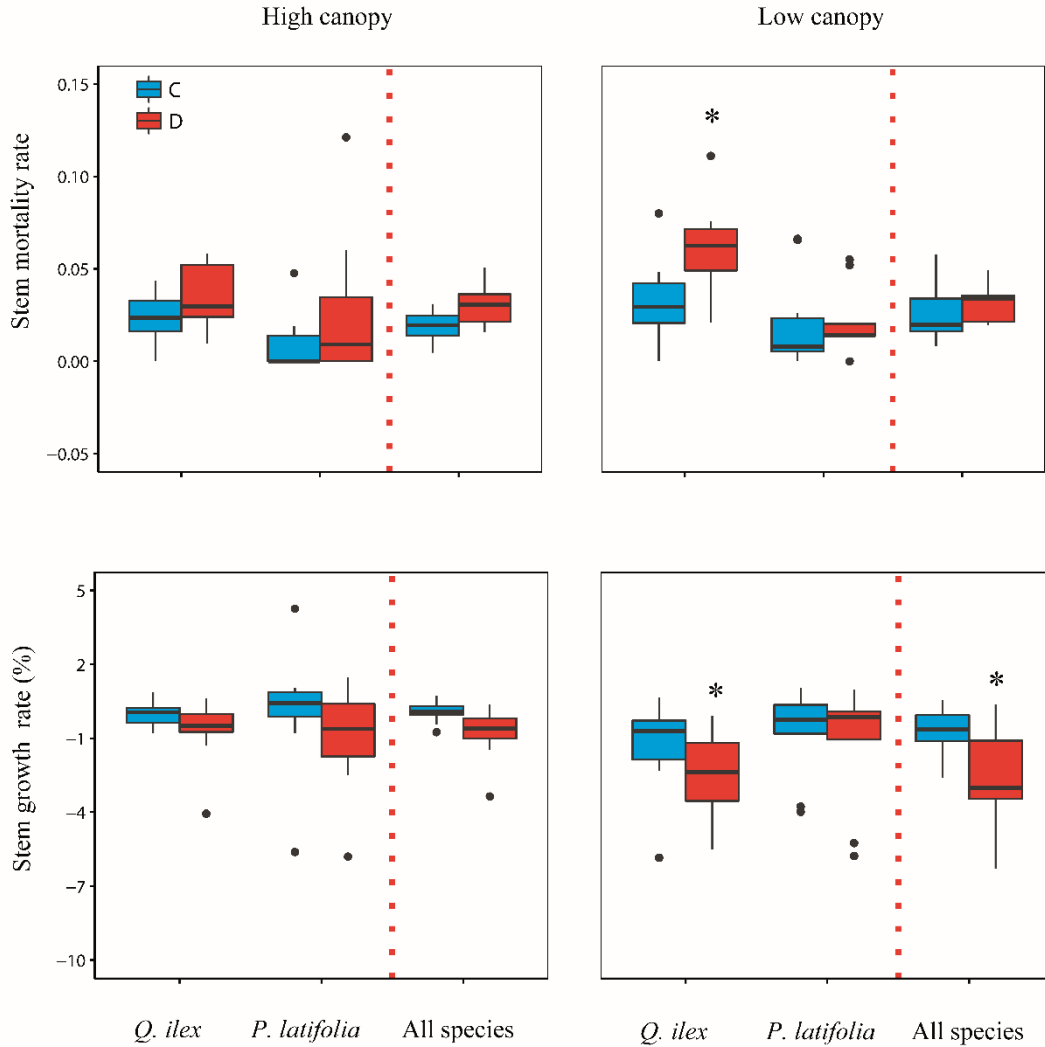 High canopy
Low canopy
Stem mortality rate
0.15
0.10
0.05
0.00
−0.05
C
D
*
Stem growth rate (%)
5
2
−1
−4
−7
−10
*
*
Q. ilex
P. latifolia
All species
Q. ilex
P. latifolia
All species